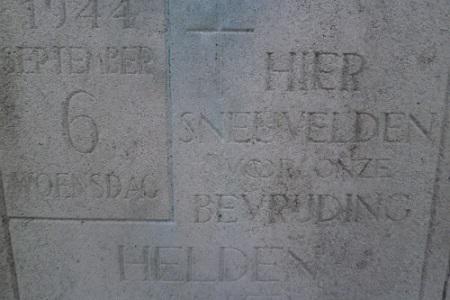 1944
SEPTEMBER
6
WOENSDAG
HIER
SNEUVELDEN
VOOR ONZE
BEVRIJDING
HELDEN